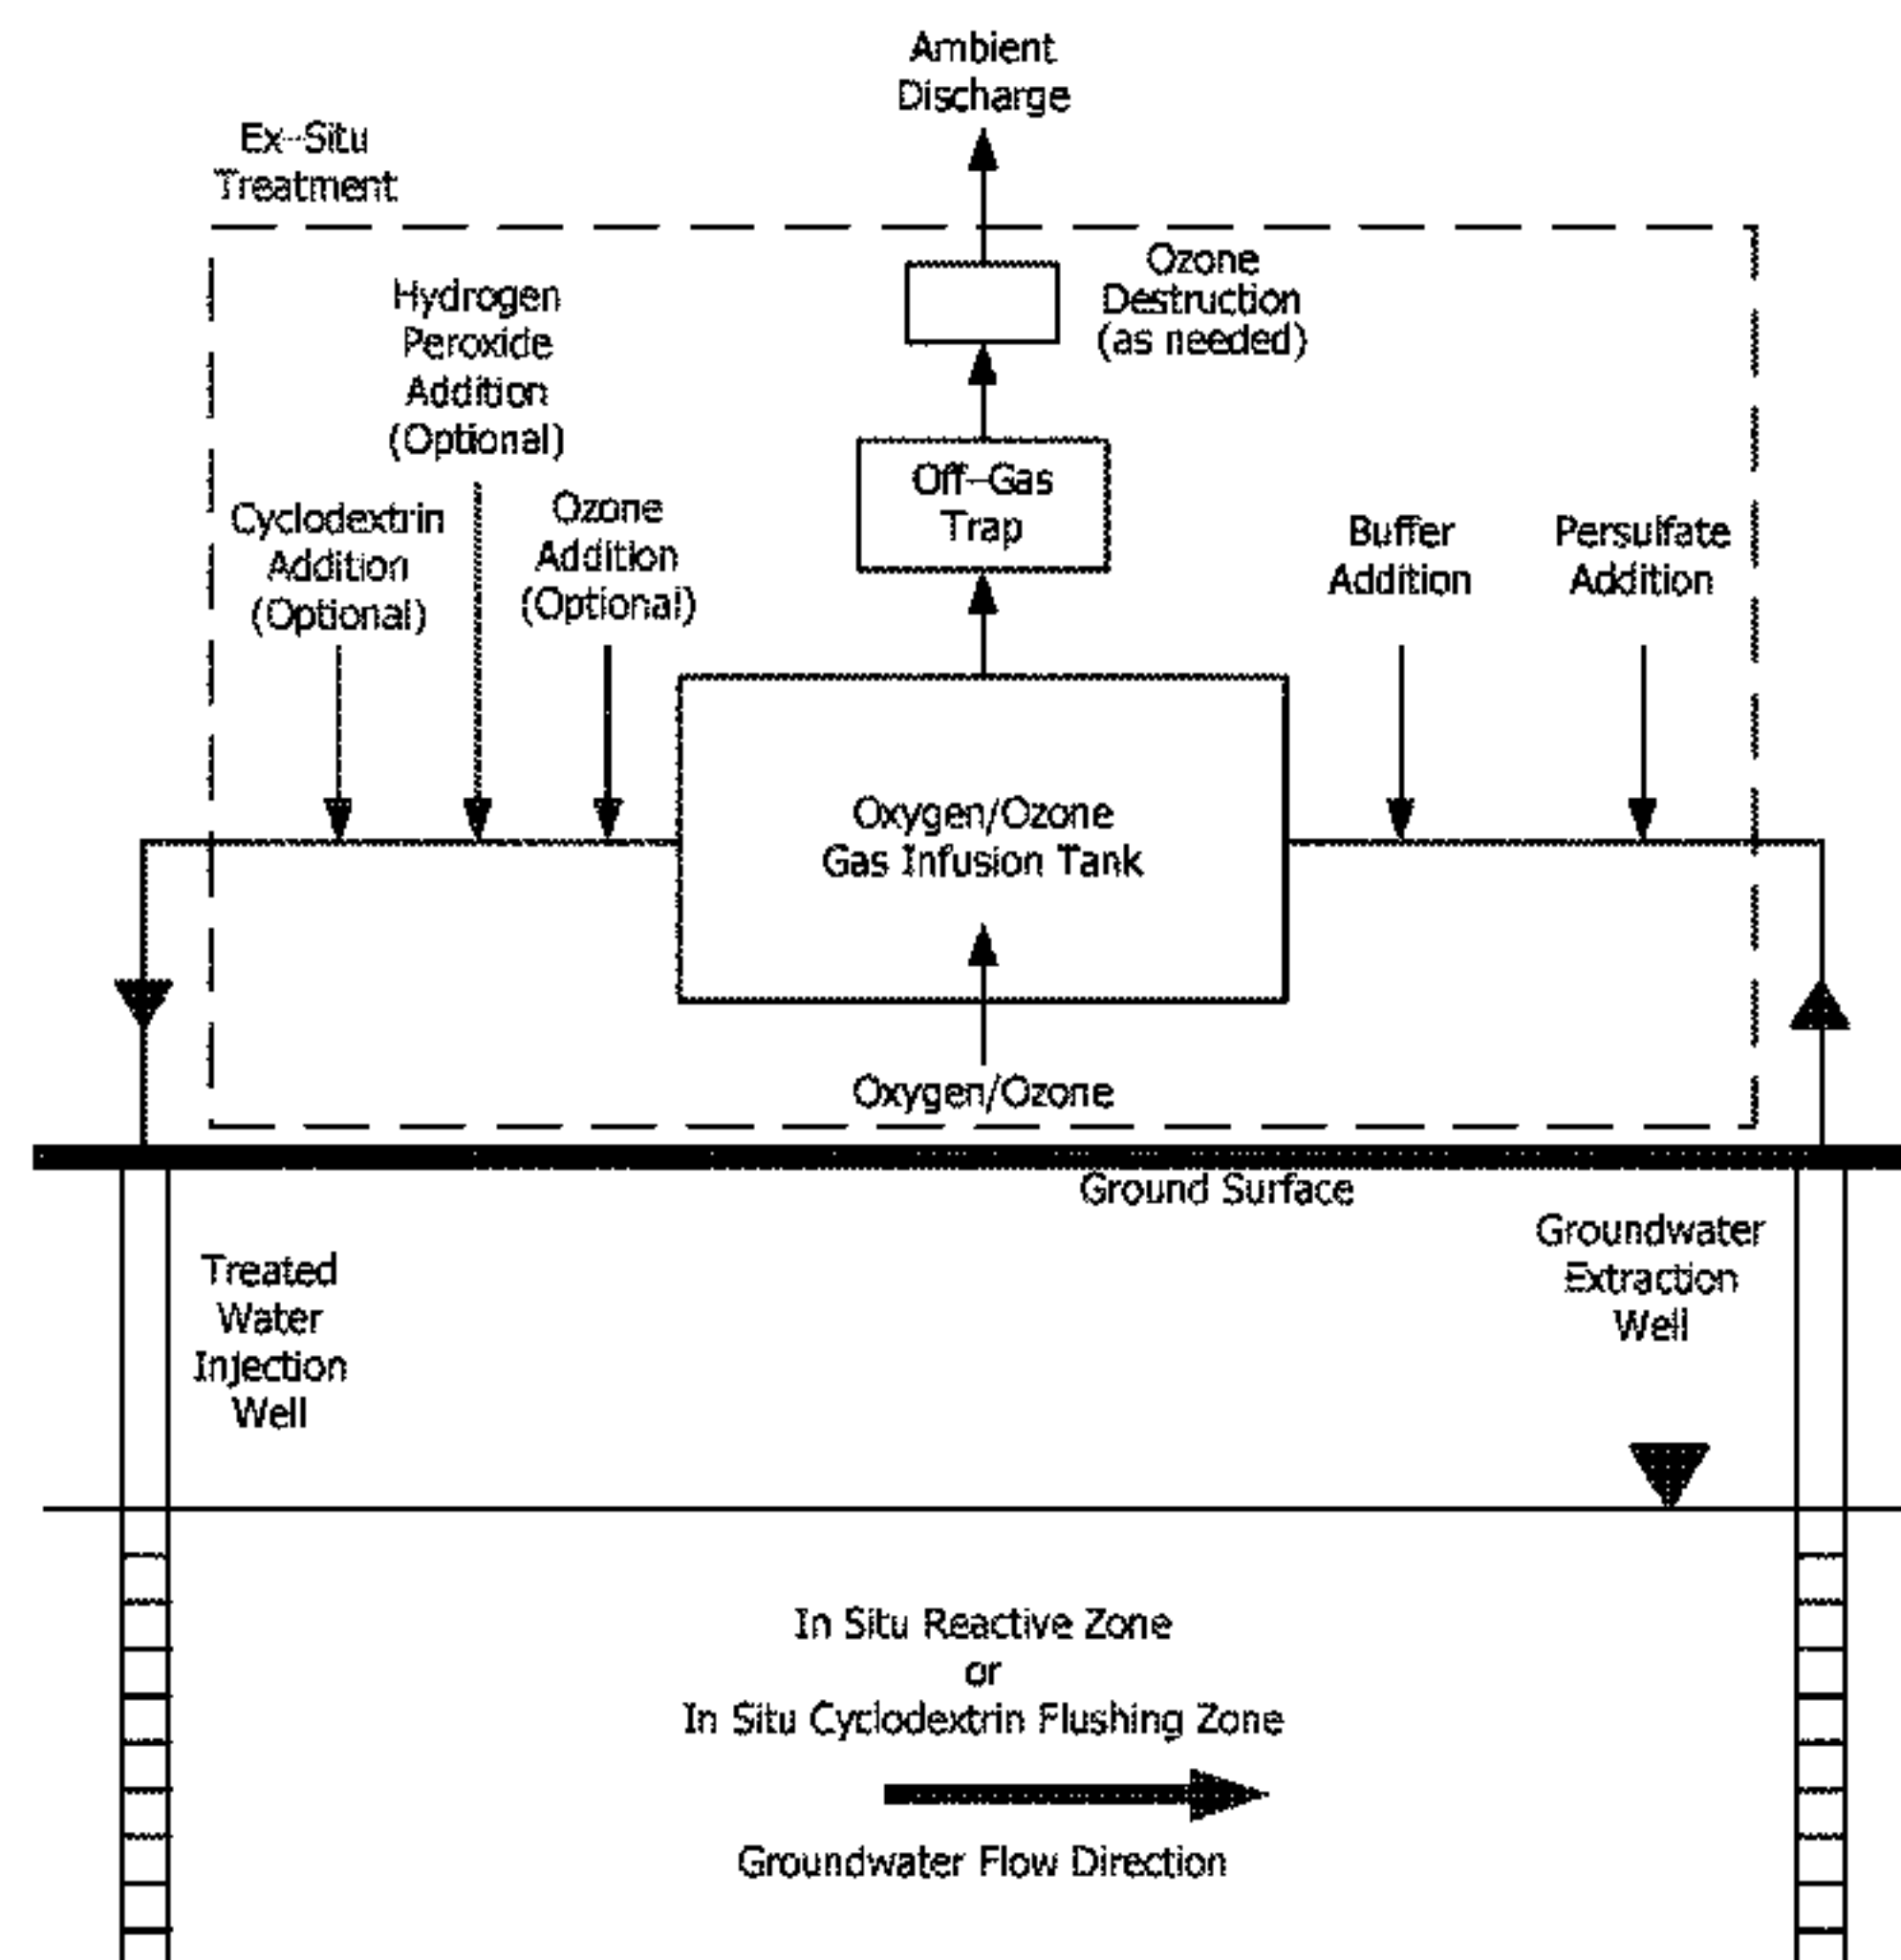 Ambient
Discharge
Ex-Situ
Treatment
Ozone
Destruction
(as needed)
Hydrogen
Peroxide
Addition
(Optional)
Off-Gas
Trap
Cyclodextrin
Addition
(Optional)
Ozone
Addition
(Optional)
Buffer
Addition
Persulfate
Addition
Oxygen/Ozone
Gas Infusion Tank
Oxygen/Ozone
Ground Surface
Treated
Water
Injection
Well
Groundwater
Extraction
Well
In Situ Reactive Zone
or
In Situ Cyclodextrin Flushing Zone
Groundwater Flow Direction